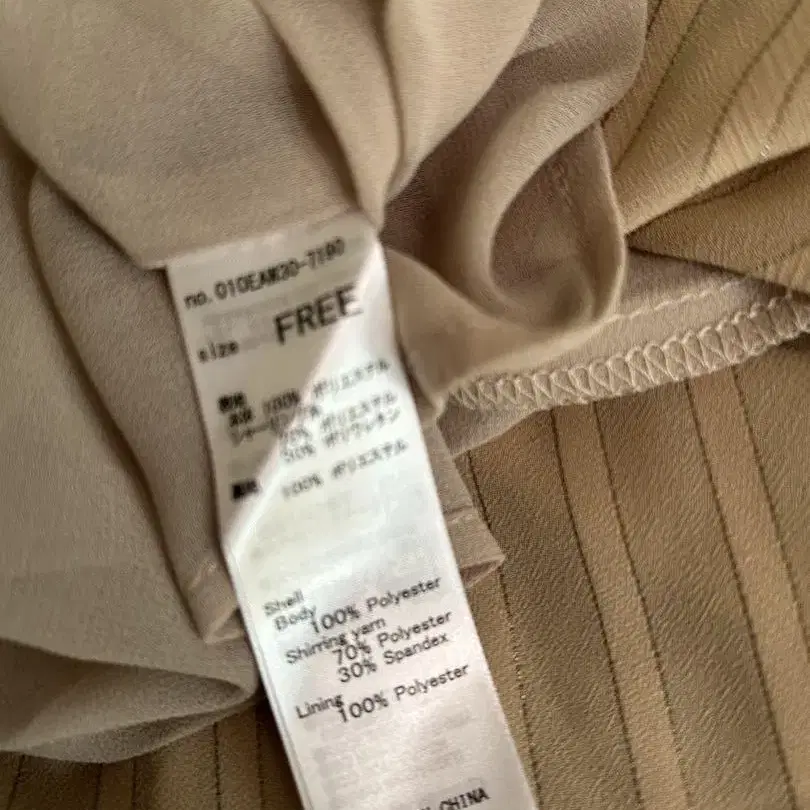 no. 010EAM30-7190
size FREE
表地
本体 100% ポリエステル
シャーリング糸
70% ポリエステル
30% ポリウレタン
裏地 100% ポリエステル
Shell
Body
100% Polyester
Shirring yarn
70% Polyester
30% Spandex
Lining
100% Polyester
CHINA